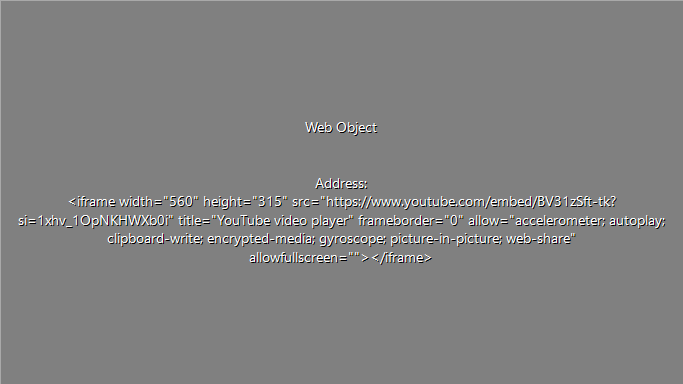 Web Object
Address:
<iframe width="560" height="315" src="https://www.youtube.com/embed/BV31zSft-tk?
si=1xhv_1OpNKHWXb0i" title="YouTube video player" frameborder="0" allow="accelerometer; autoplay;
clipboard-write; encrypted-media; gyroscope; picture-in-picture; web-share"
allowfullscreen=""></iframe>